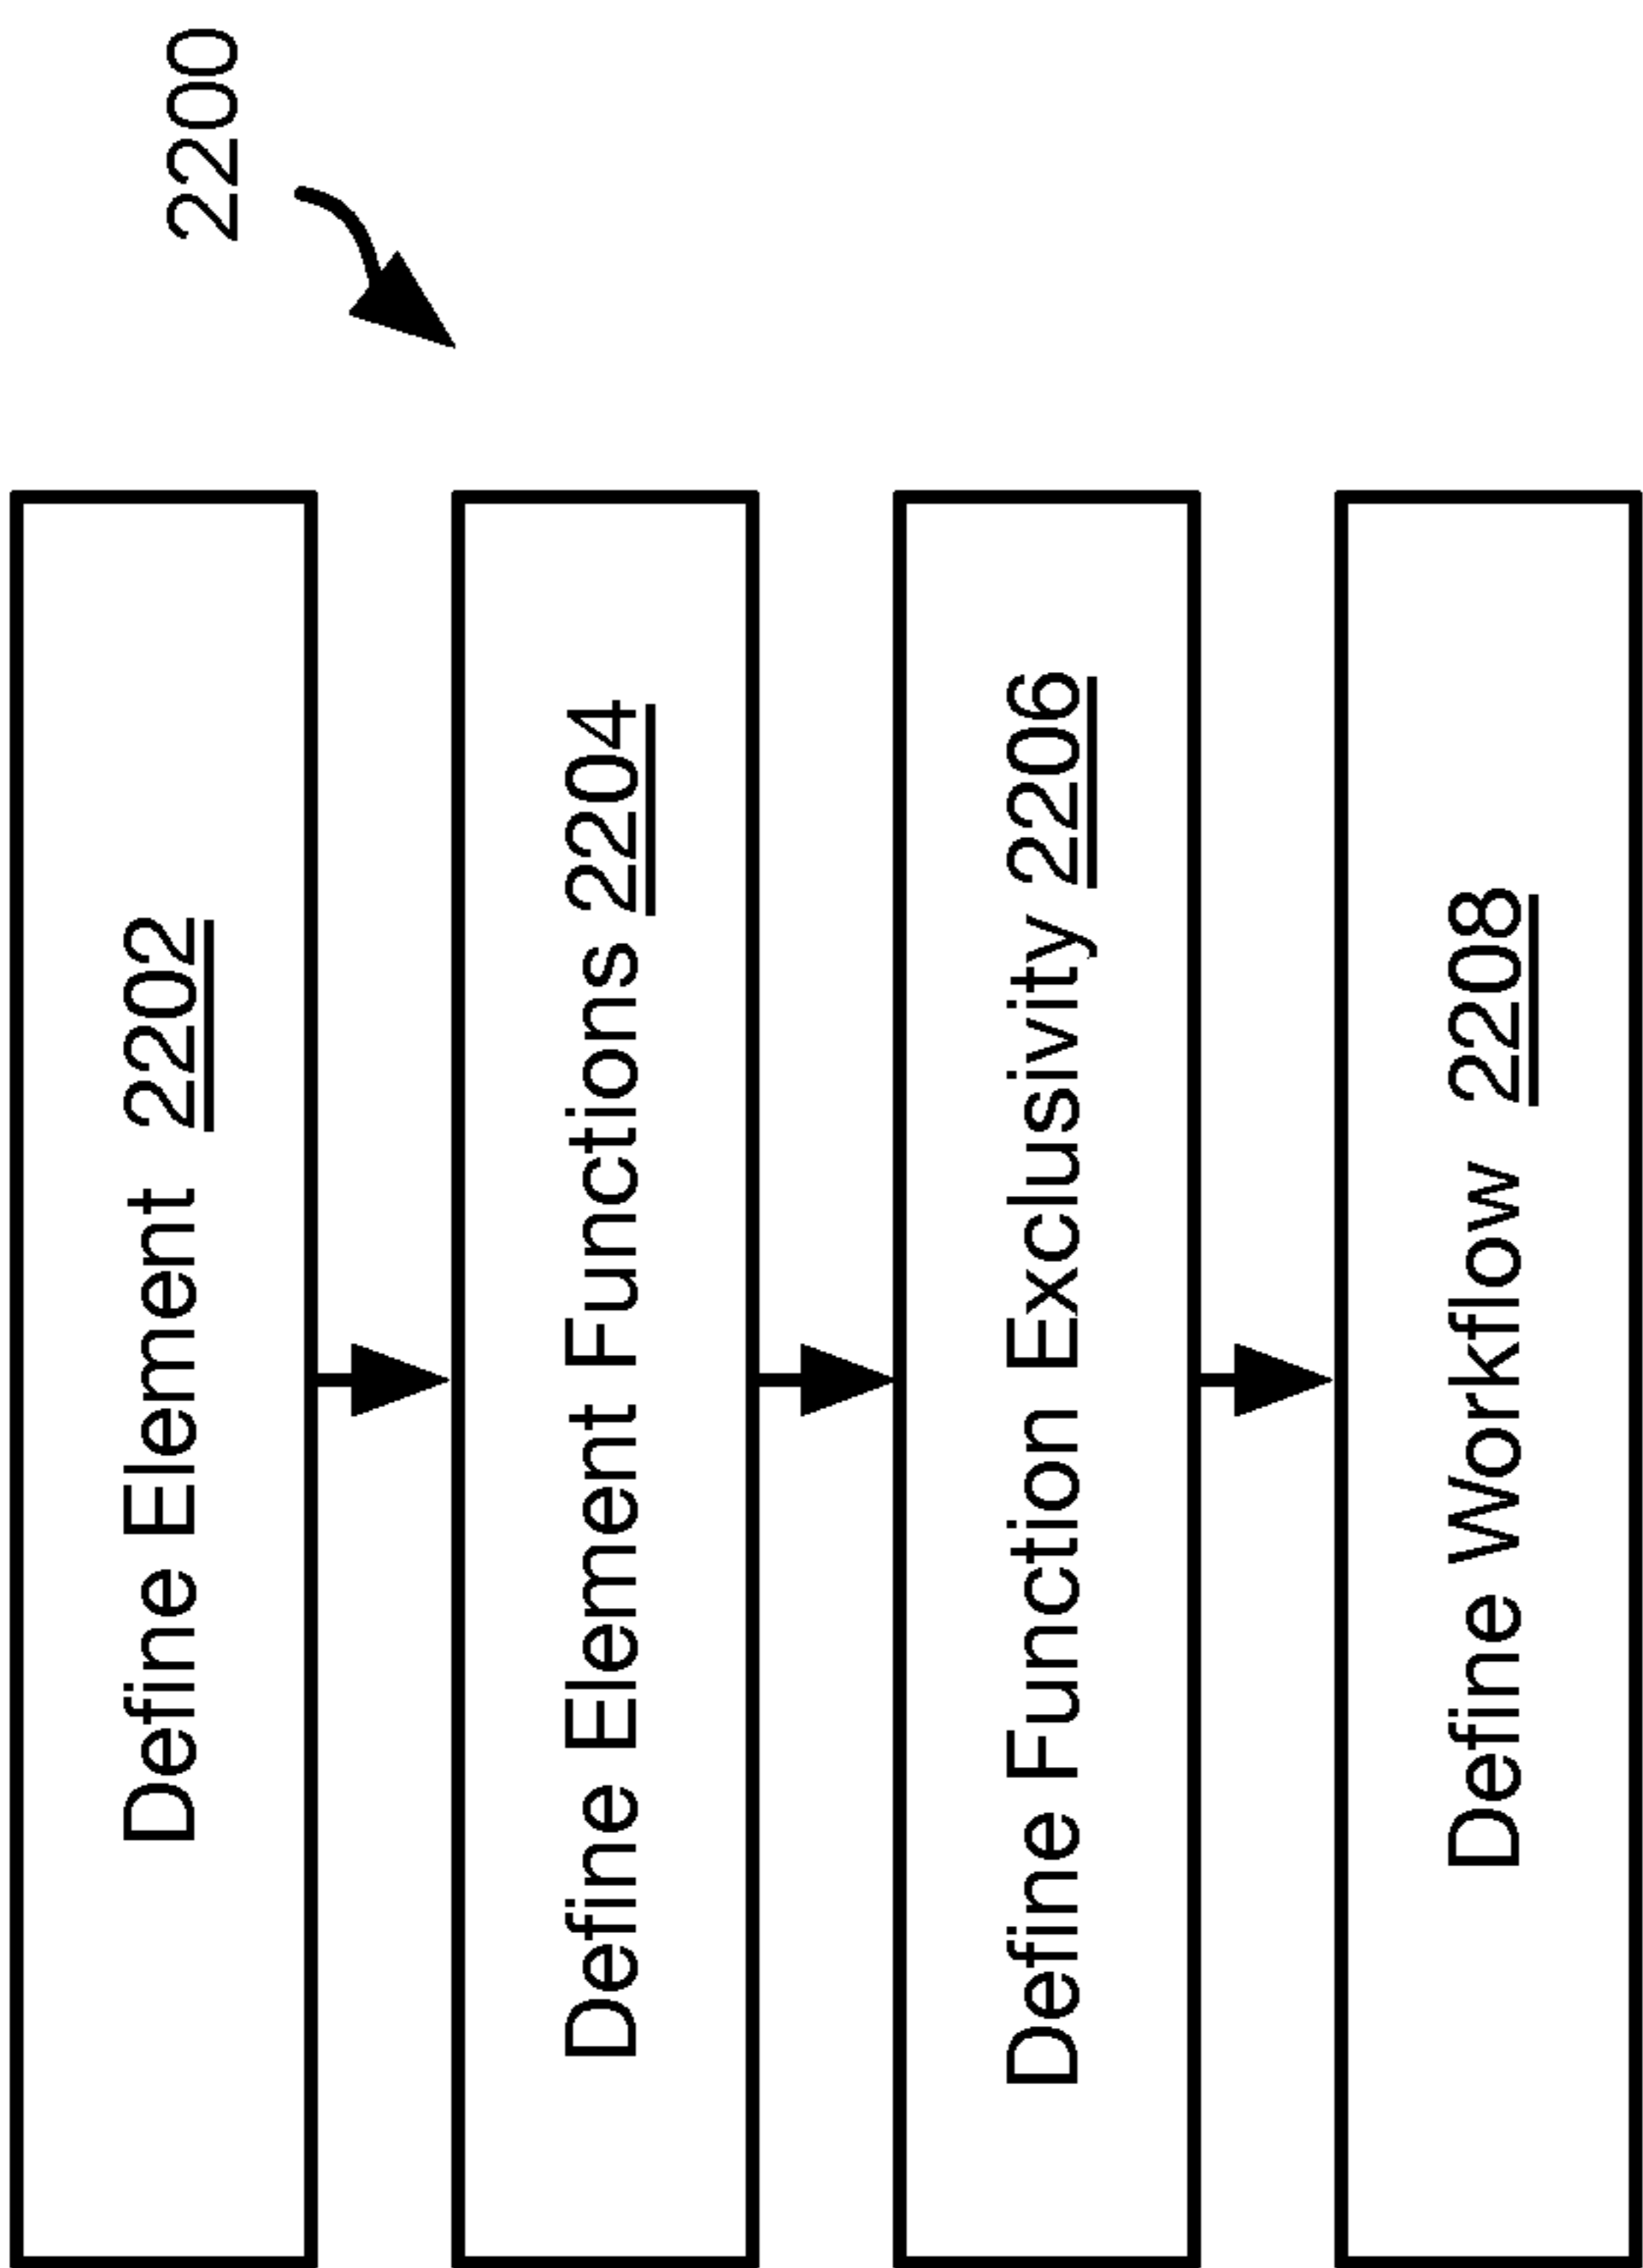 2200
Define Element 2202
Define Element Functions 2204
Define Function Exclusivity 2206
Define Workflow 2208